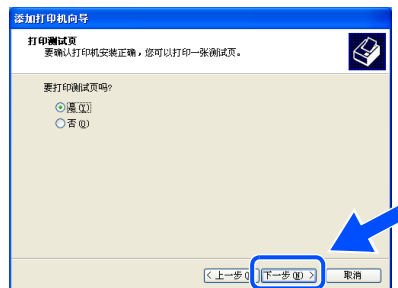 添加打印机向导
打印测试页
要确认打印机安装正确，您可以打印一张测试页。
要打印测试页吗?
是(Y)
否(O)
< 上一步(
下一步(N) >
取消